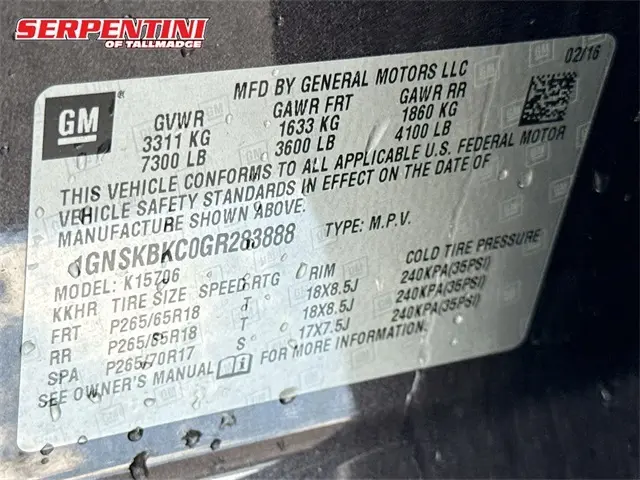 SERPENTINI
OF TALLMADGE
02/16
MFD BY GENERAL MOTORS LLC
GM
GVWR GAWR FRT GAWR RR
3311 KG 1633 KG 1860 KG
7300 LB 3600 LB 4100 LB
THIS VEHICLE CONFORMS TO ALL APPLICABLE U.S. FEDERAL MOTOR
VEHICLE SAFETY STANDARDS IN EFFECT ON THE DATE OF
MANUFACTURE SHOWN ABOVE.
1GNSKBKC0GR283888 TYPE: M.P.V.
MODEL: K15706
KKHR TIRE SIZE SPEED RTG RIM COLD TIRE PRESSURE
FRT P265/65R18 T 18X8.5J 240KPA(35PSI)
RR P265/65R18 T 18X8.5J 240KPA(35PSI)
SPA P265/70R17 S 17X7.5J 240KPA(35PSI)
SEE OWNER'S MANUAL FOR MORE INFORMATION.